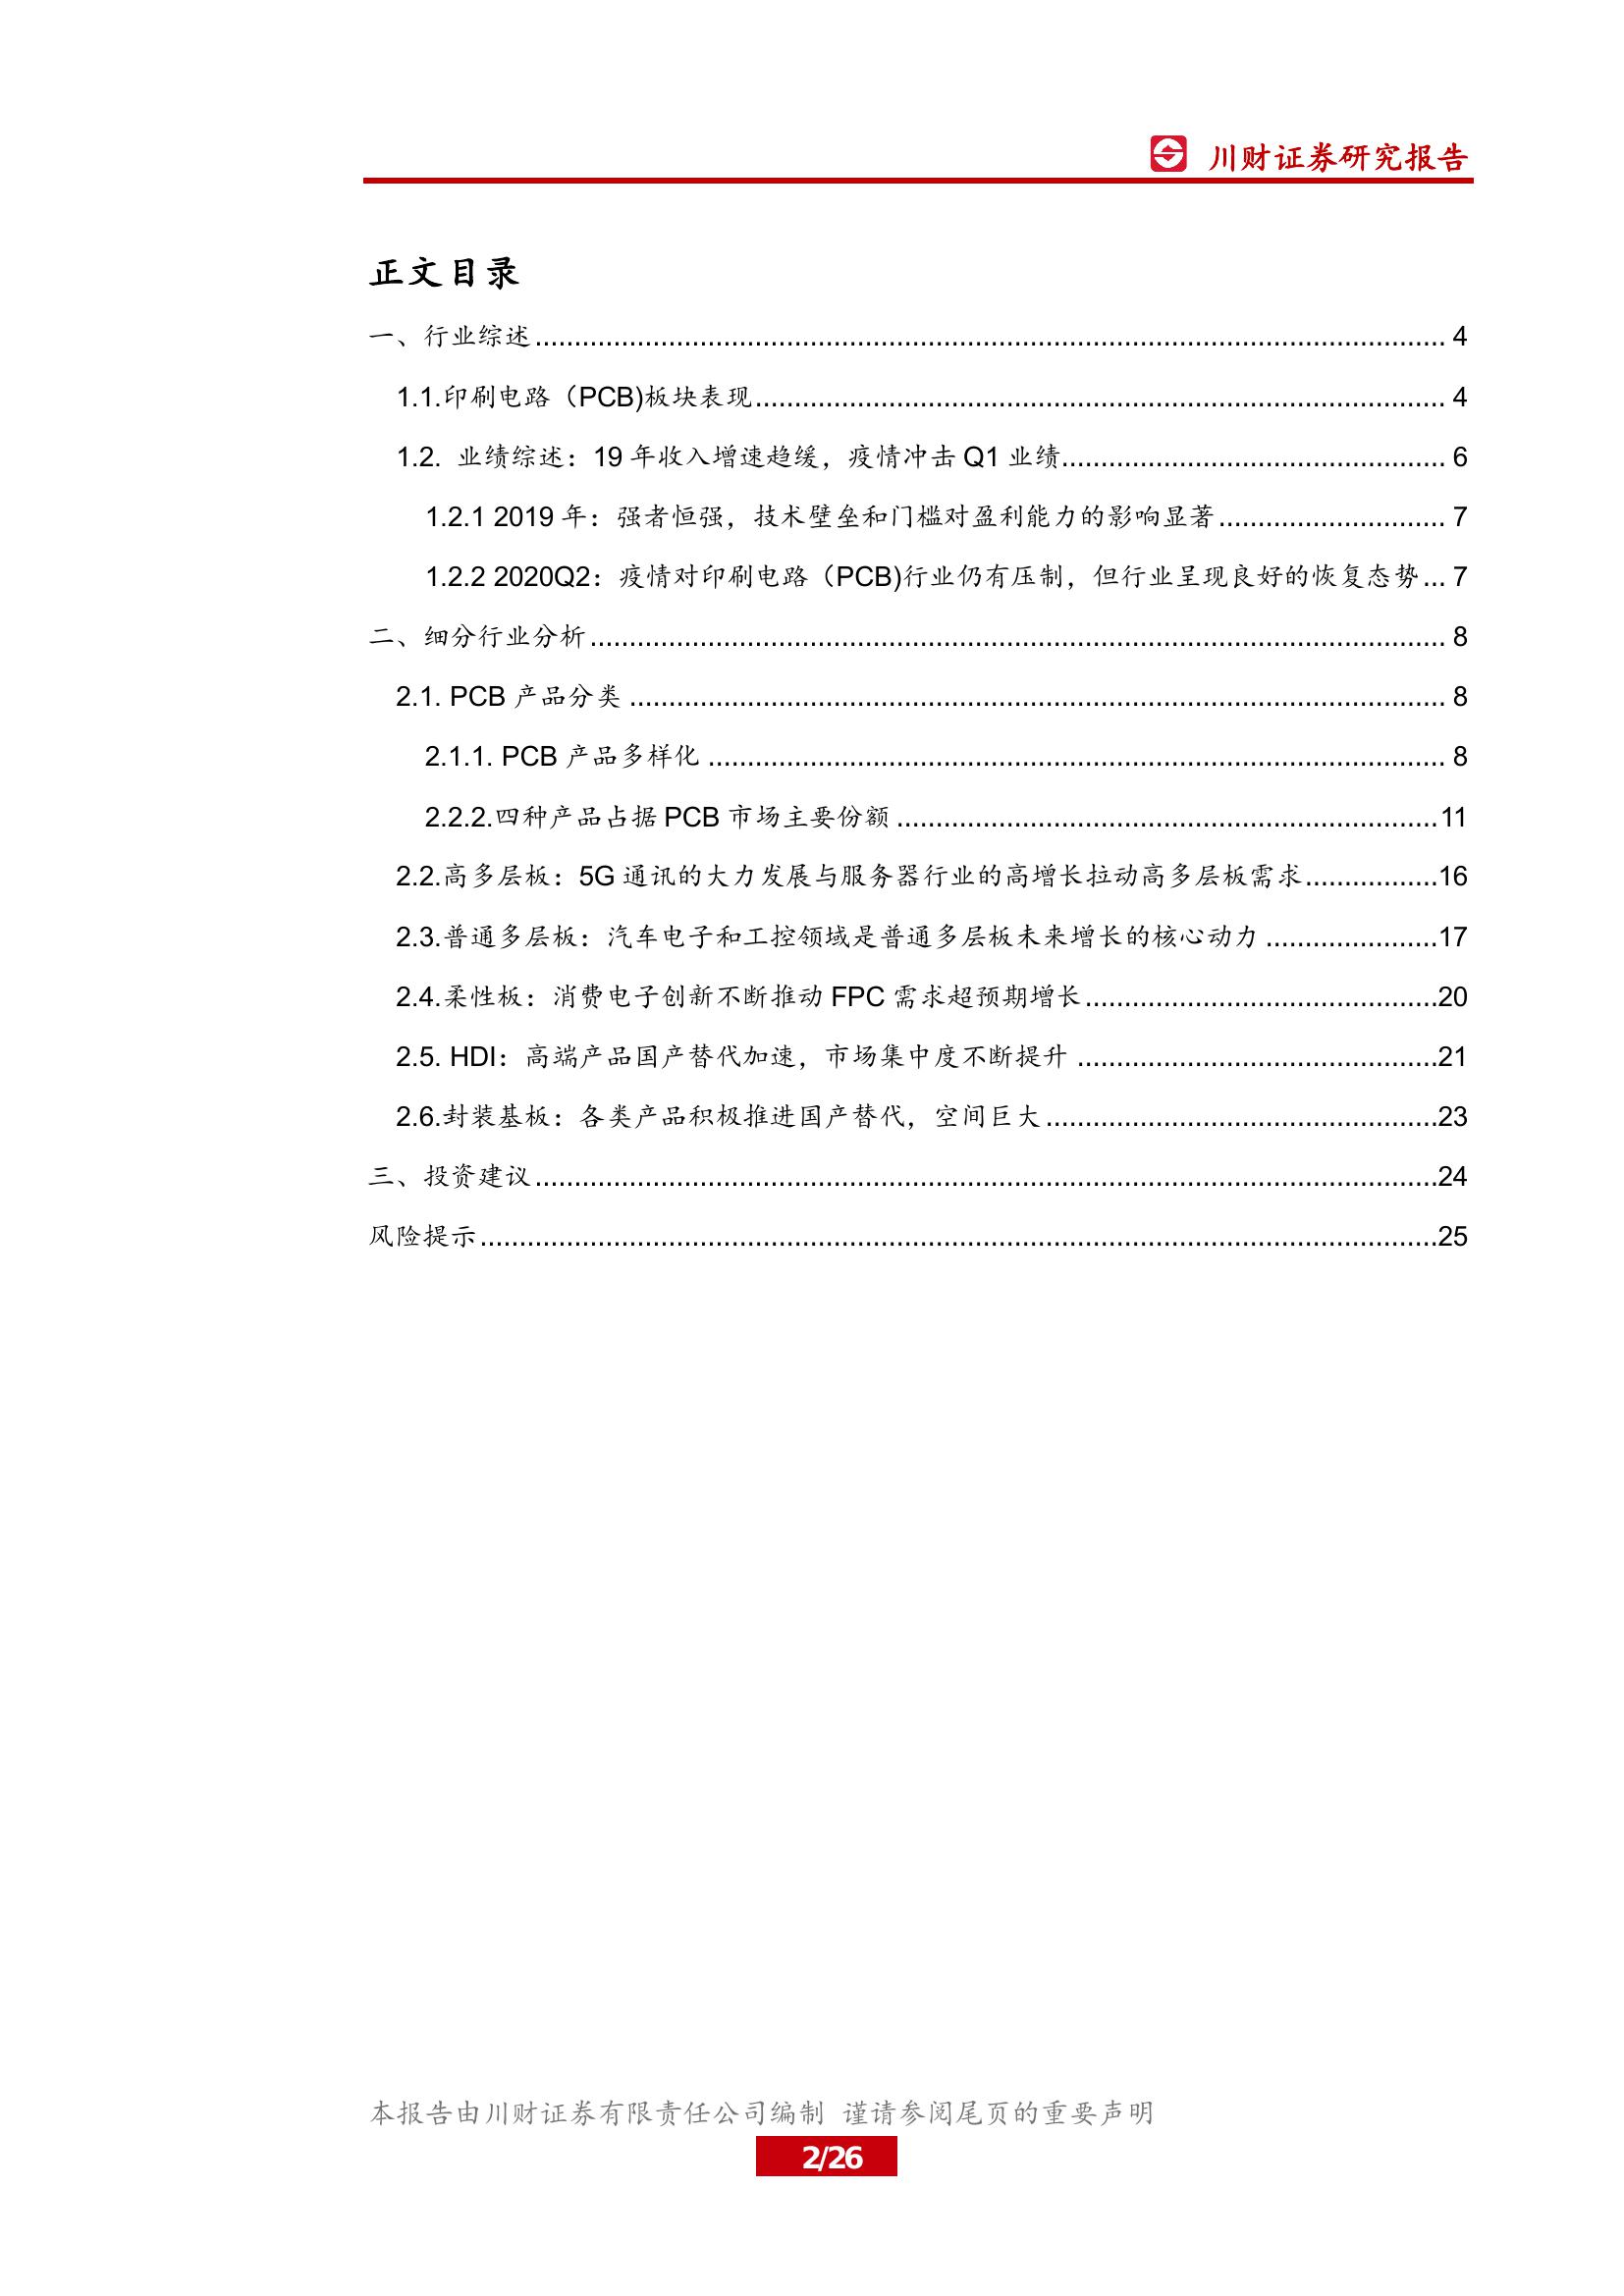 川财证券研究报告
正文目录
一、行业综述 ........................................ 4
1.1.印刷电路（PCB)板块表现 ........................................ 4
1.2. 业绩综述：19 年收入增速趋缓，疫情冲击 Q1 业绩 ........................................ 6
1.2.1 2019 年：强者恒强，技术壁垒和门槛对盈利能力的影响显著 ........................................ 7
1.2.2 2020Q2：疫情对印刷电路（PCB)行业仍有压制，但行业呈现良好的恢复态势 ... 7
二、细分行业分析 ........................................ 8
2.1. PCB 产品分类 ........................................ 8
2.1.1. PCB 产品多样化 ........................................ 8
2.2.2.四种产品占据 PCB 市场主要份额 ........................................ 11
2.2.高多层板：5G 通讯的大力发展与服务器行业的高增长拉动高多层板需求 ................. 16
2.3.普通多层板：汽车电子和工控领域是普通多层板未来增长的核心动力 ...................... 17
2.4.柔性板：消费电子创新不断推动 FPC 需求超预期增长 ........................................ 20
2.5. HDI：高端产品国产替代加速，市场集中度不断提升 ........................................ 21
2.6.封装基板：各类产品积极推进国产替代，空间巨大 ........................................ 23
三、投资建议 ........................................ 24
风险提示 ........................................ 25
本报告由川财证券有限责任公司编制 谨请参阅尾页的重要声明
2/26